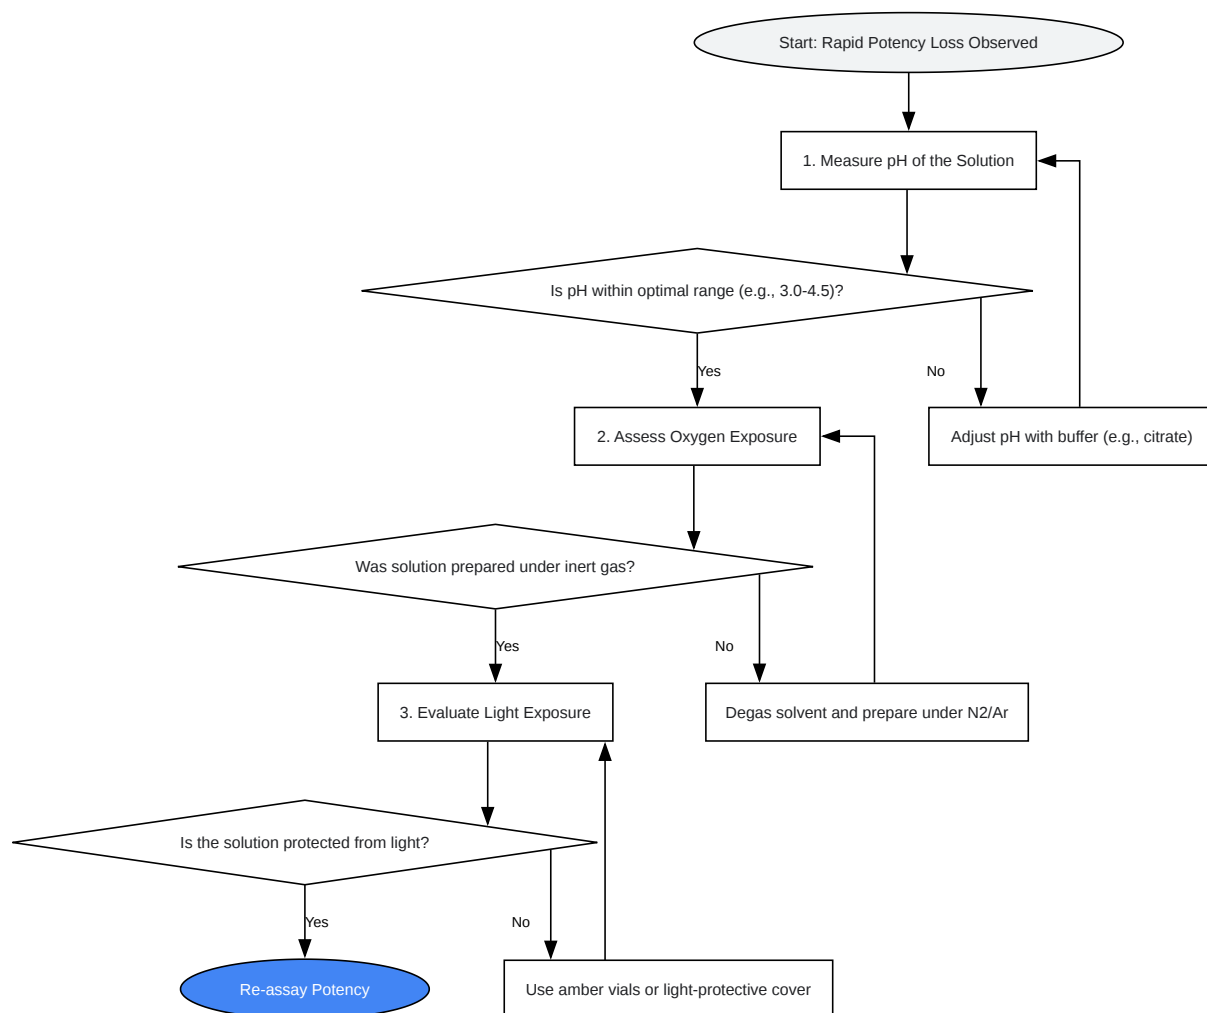 Start: Rapid Potency Loss Observed
1. Measure pH of the Solution
Is pH within optimal range (e.g., 3.0-4.5)?
Yes
No
2. Assess Oxygen Exposure
Adjust pH with buffer (e.g., citrate)
Was solution prepared under inert gas?
Yes
No
3. Evaluate Light Exposure
Degas solvent and prepare under N2/Ar
Is the solution protected from light?
Yes
No
Re-assay Potency
Use amber vials or light-protective cover